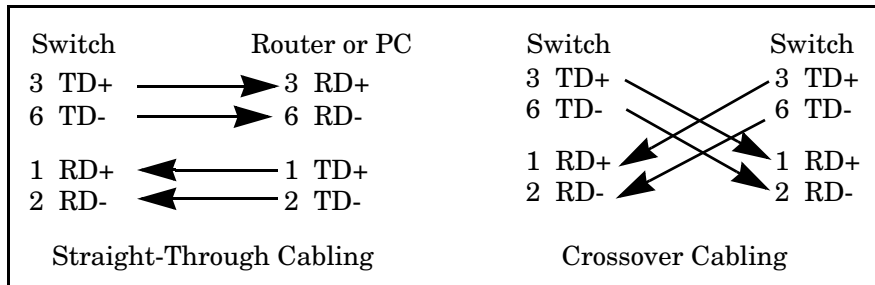 Switch Router or PC
3 TD+ 3 RD+
6 TD- 6 RD-
1 RD+ 1 TD+
2 RD- 2 TD-
Straight-Through Cabling
Switch Switch
3 TD+ 3 TD+
6 TD- 6 TD-
1 RD+ 1 RD+
2 RD- 2 RD-
Crossover Cabling